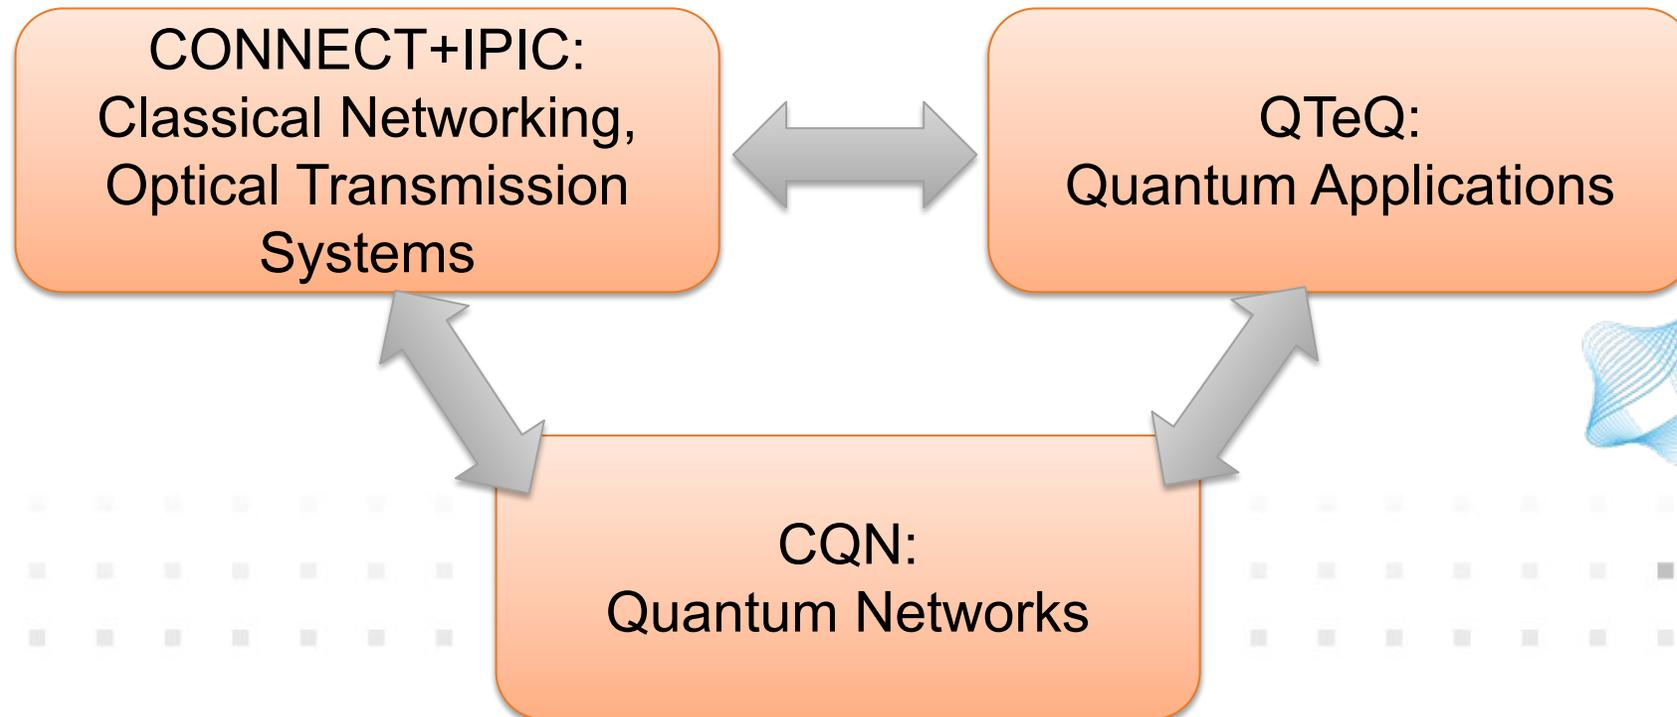 CONNECT+IPIC:
Classical Networking,
Optical Transmission
Systems
QTeQ:
Quantum Applications
CQN:
Quantum Networks